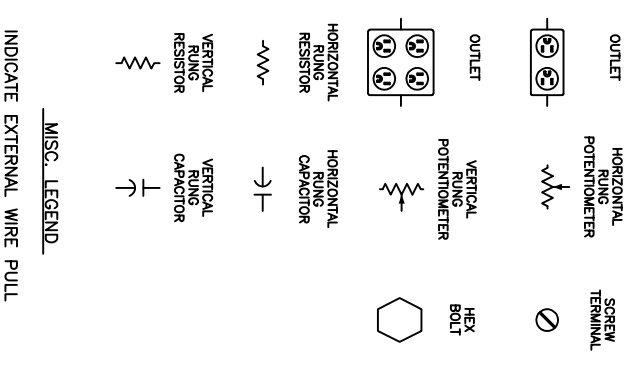 OUTLET
HORIZONTAL
RUNG
POTENTIOMETER
SCREW
TERMINAL
OUTLET
VERTICAL
RUNG
POTENTIOMETER
HEX
BOLT
HORIZONTAL
RUNG
RESISTOR
HORIZONTAL
RUNG
CAPACITOR
VERTICAL
RUNG
RESISTOR
VERTICAL
RUNG
CAPACITOR
MISC. LEGEND
INDICATE EXTERNAL WIRE PULL